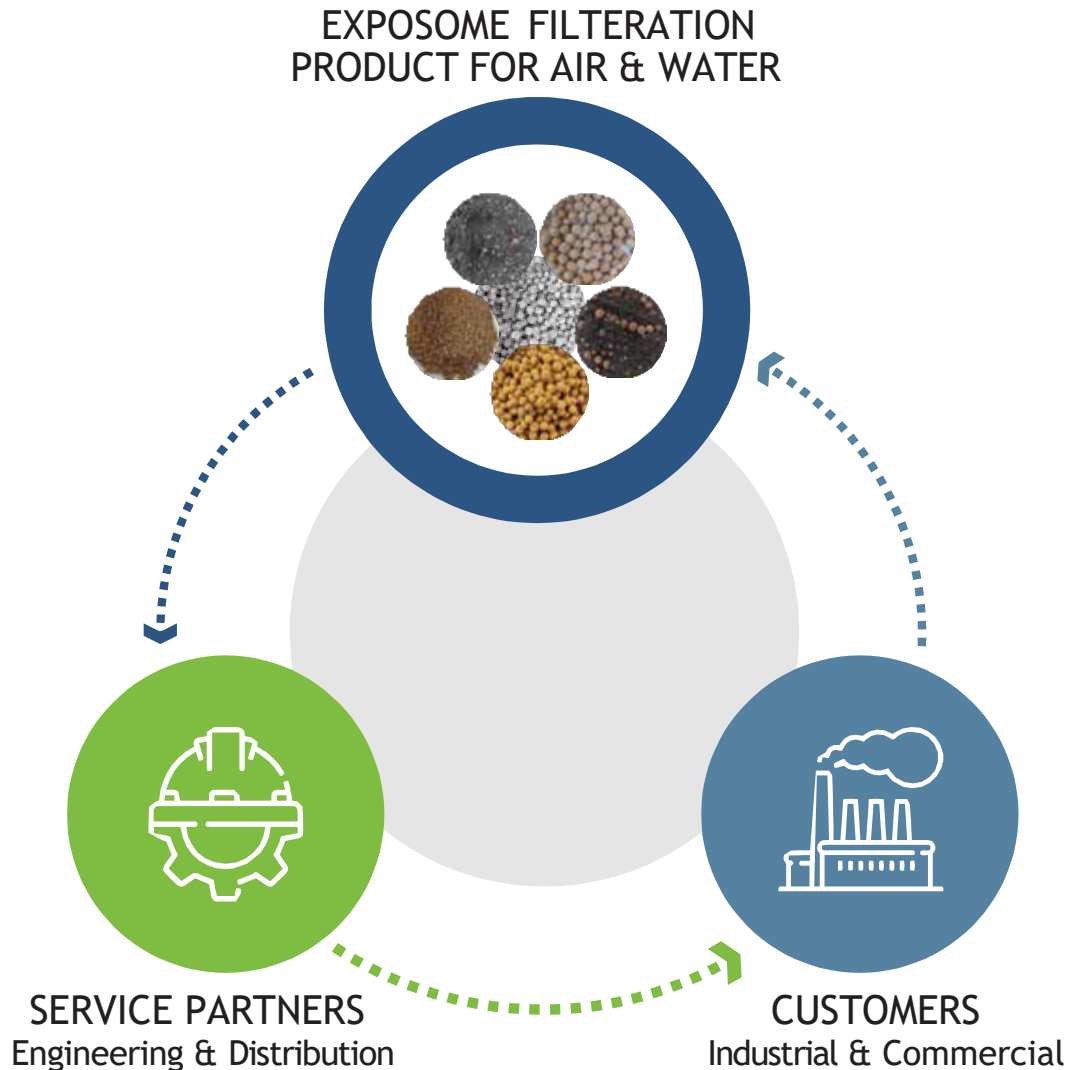 EXPOSOME FILTERATION
PRODUCT FOR AIR & WATER
SERVICE PARTNERS
Engineering & Distribution
CUSTOMERS
Industrial & Commercial